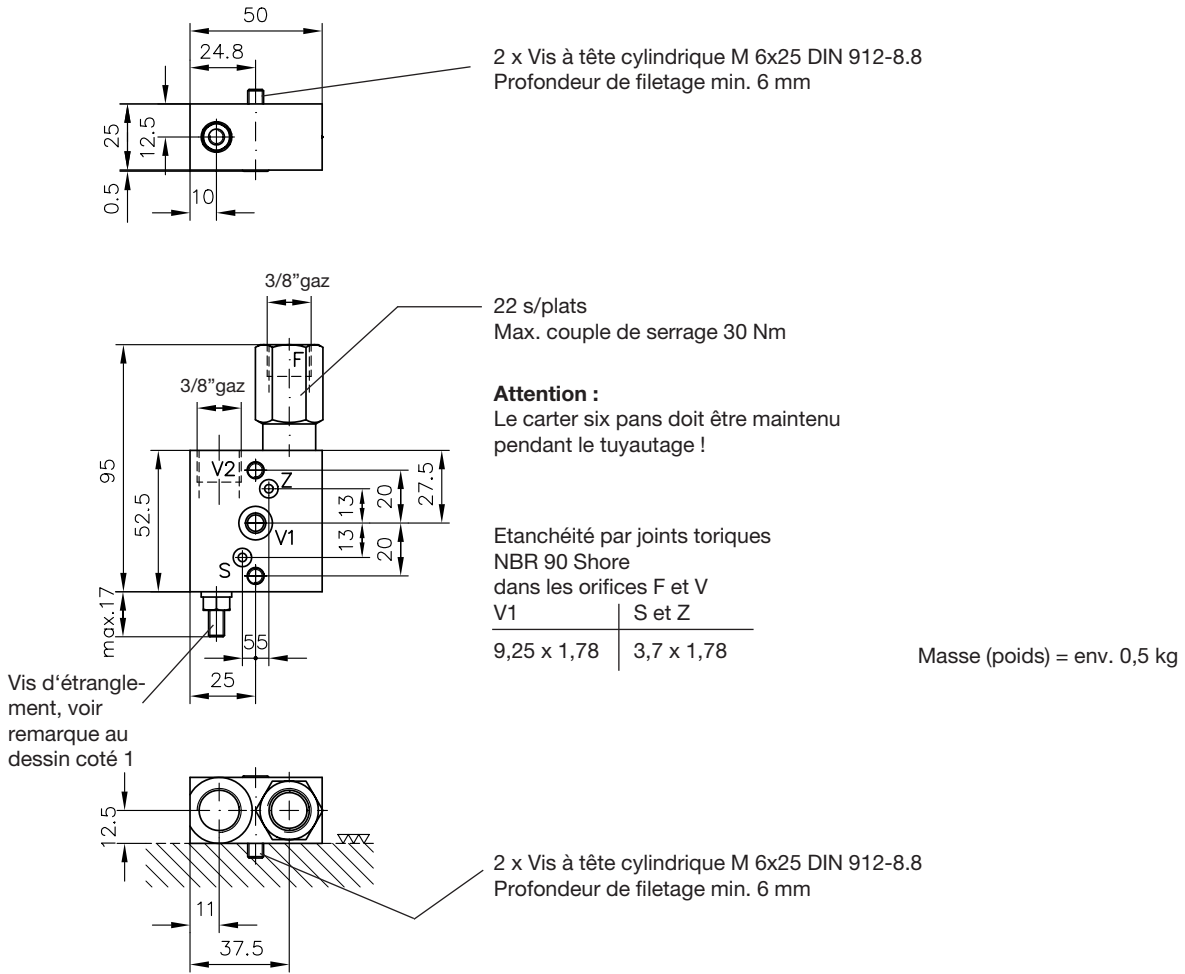 50
24.8
2 x Vis à tête cylindrique M 6x25 DIN 912-8.8
Profondeur de filetage min. 6 mm
25
12.5
0.5
10
3/8”gaz
22 s/plats
Max. couple de serrage 30 Nm
F
3/8”gaz
Attention :
Le carter six pans doit être maintenu
pendant le tuyautage !
95
52.5
V2
Z
13
20
27.5
V1
13
20
S
Etanchéité par joints toriques
NBR 90 Shore
dans les orifices F et V
V1 S et Z
9,25 x 1,78 3,7 x 1,78
max.17
55
25
Masse (poids) = env. 0,5 kg
Vis d‘étrangle-
ment, voir
remarque au
dessin coté 1
12.5
2 x Vis à tête cylindrique M 6x25 DIN 912-8.8
Profondeur de filetage min. 6 mm
11
37.5